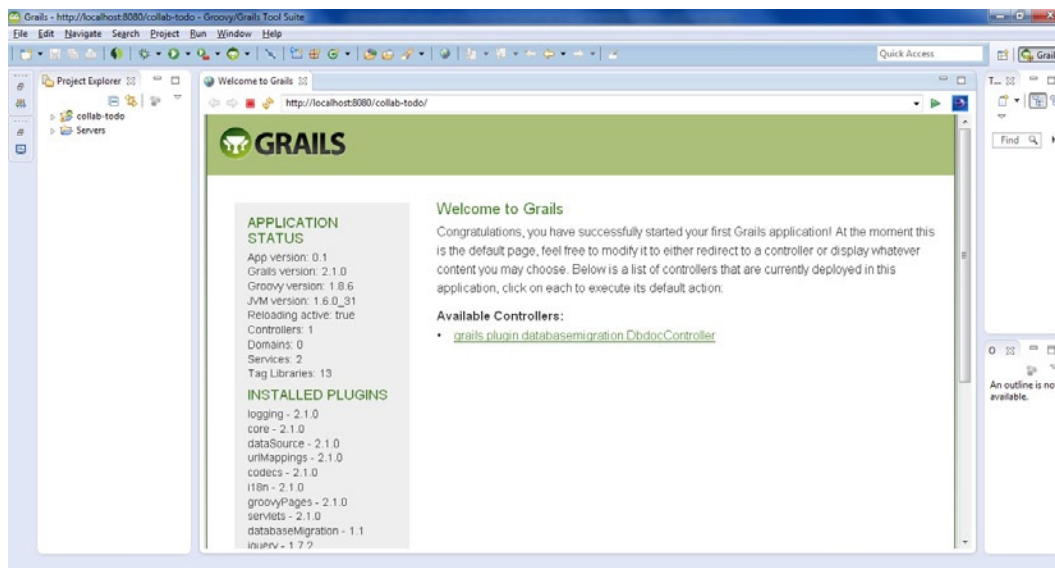 Grails - http://localhost:8080/collab-todo - Groovy/Grails Tool Suite
File Edit Navigate Search Project Run Window Help
Quick Access
Grail
Project Explorer
Welcome to Grails
T...
http://localhost:8080/collab-todo/
collab-todo
Servers
Find
GRAILS
APPLICATION
STATUS
App version: 0.1
Grails version: 2.1.0
Groovy version: 1.8.6
JVM version: 1.6.0_31
Reloading active: true
Controllers: 1
Domains: 0
Services: 2
Tag Libraries: 13
INSTALLED PLUGINS
logging - 2.1.0
core - 2.1.0
dataSource - 2.1.0
urlMappings - 2.1.0
codecs - 2.1.0
i18n - 2.1.0
groovyPages - 2.1.0
servlets - 2.1.0
databaseMigration - 1.1
jquery - 1.7.2
Welcome to Grails
Congratulations, you have successfully started your first Grails application! At the moment this
is the default page, feel free to modify it to either redirect to a controller or display whatever
content you may choose. Below is a list of controllers that are currently deployed in this
application, click on each to execute its default action:
Available Controllers:
• grails.plugin.databasemigration.DbdocController
O
An outline is no
available.